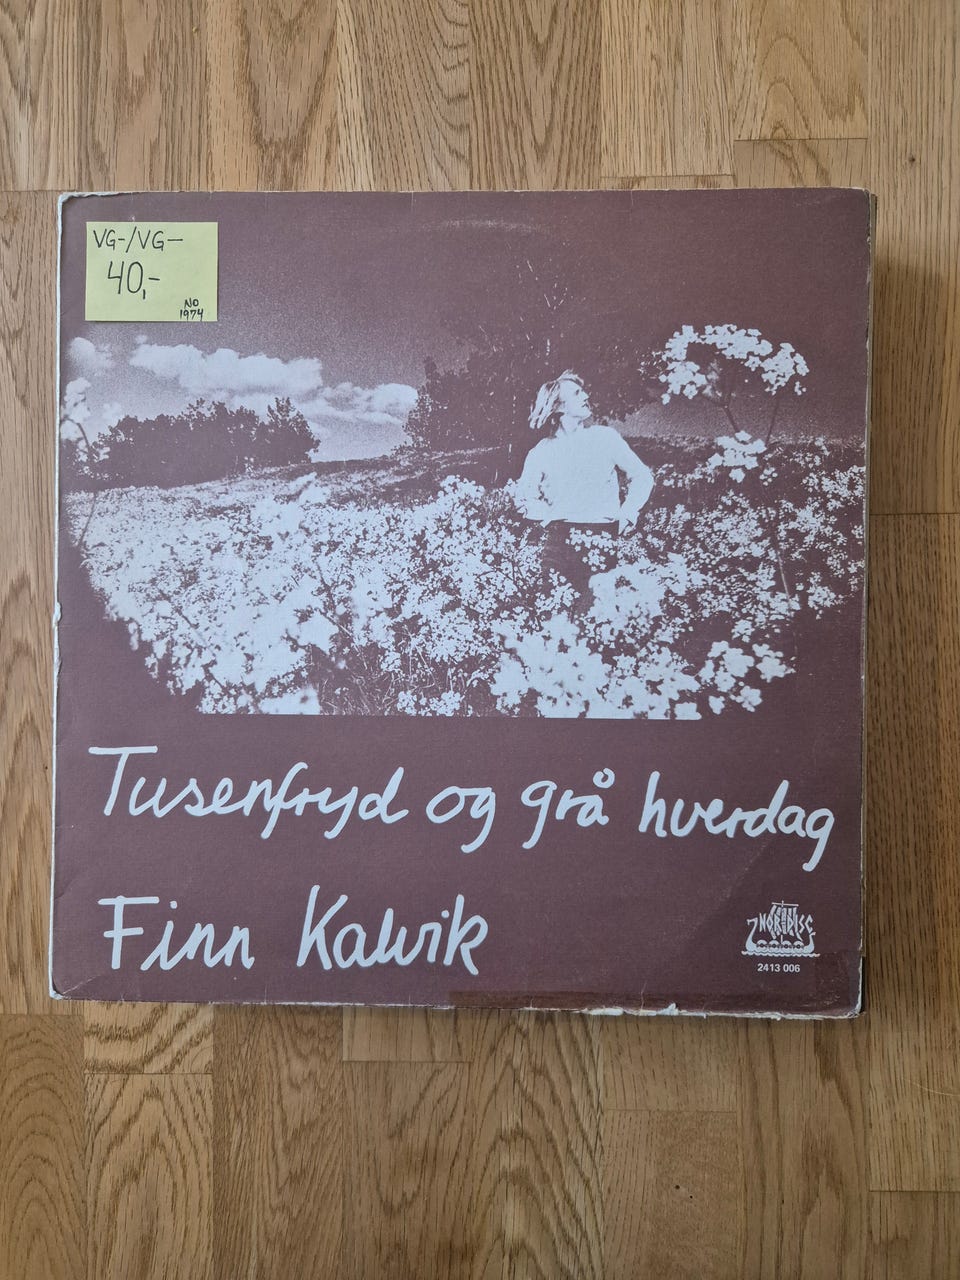 VG-/VG-
40,-
NO
1974
Tusenfryd og grå hverdag
Finn Kalvik
NORDISC
2413 006